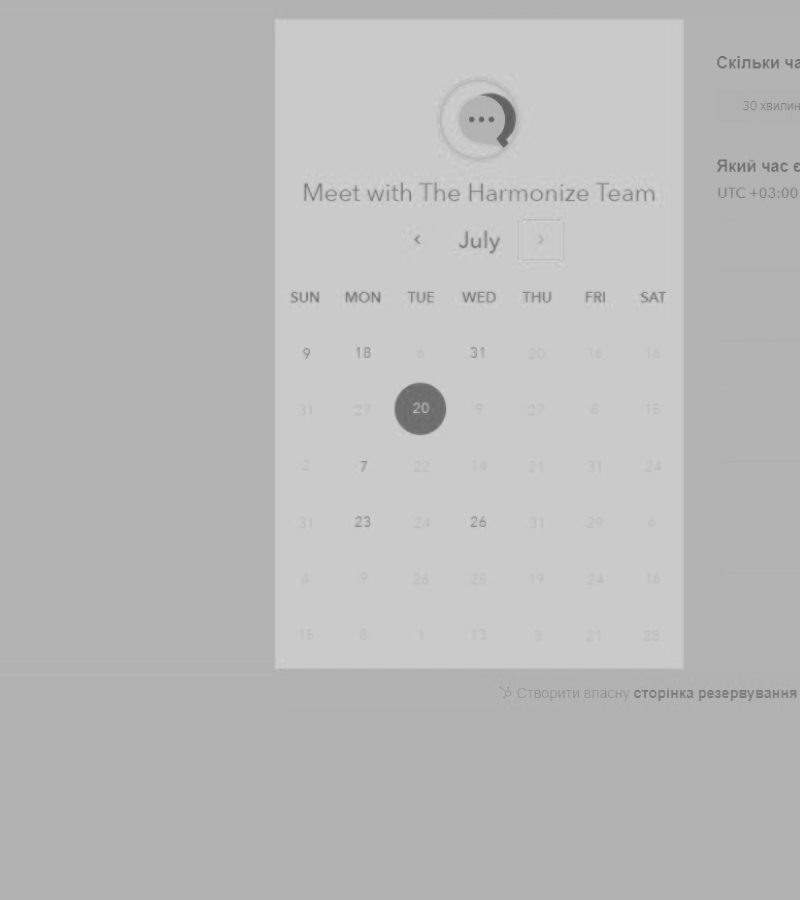 Скільки ча
30 хвилин
Meet with The Harmonize Team
Який час є
UTC +03:00
July
SUN MON TUE WED THU FRI SAT
9 18 6 31 20 16 16
31 27 20 9 27 8 15
2 7 22 14 21 31 24
31 23 24 26 31 29 6
4 9 26 28 19 24 16
15 8 1 13 3 21 28
Створити власну сторінка резервування